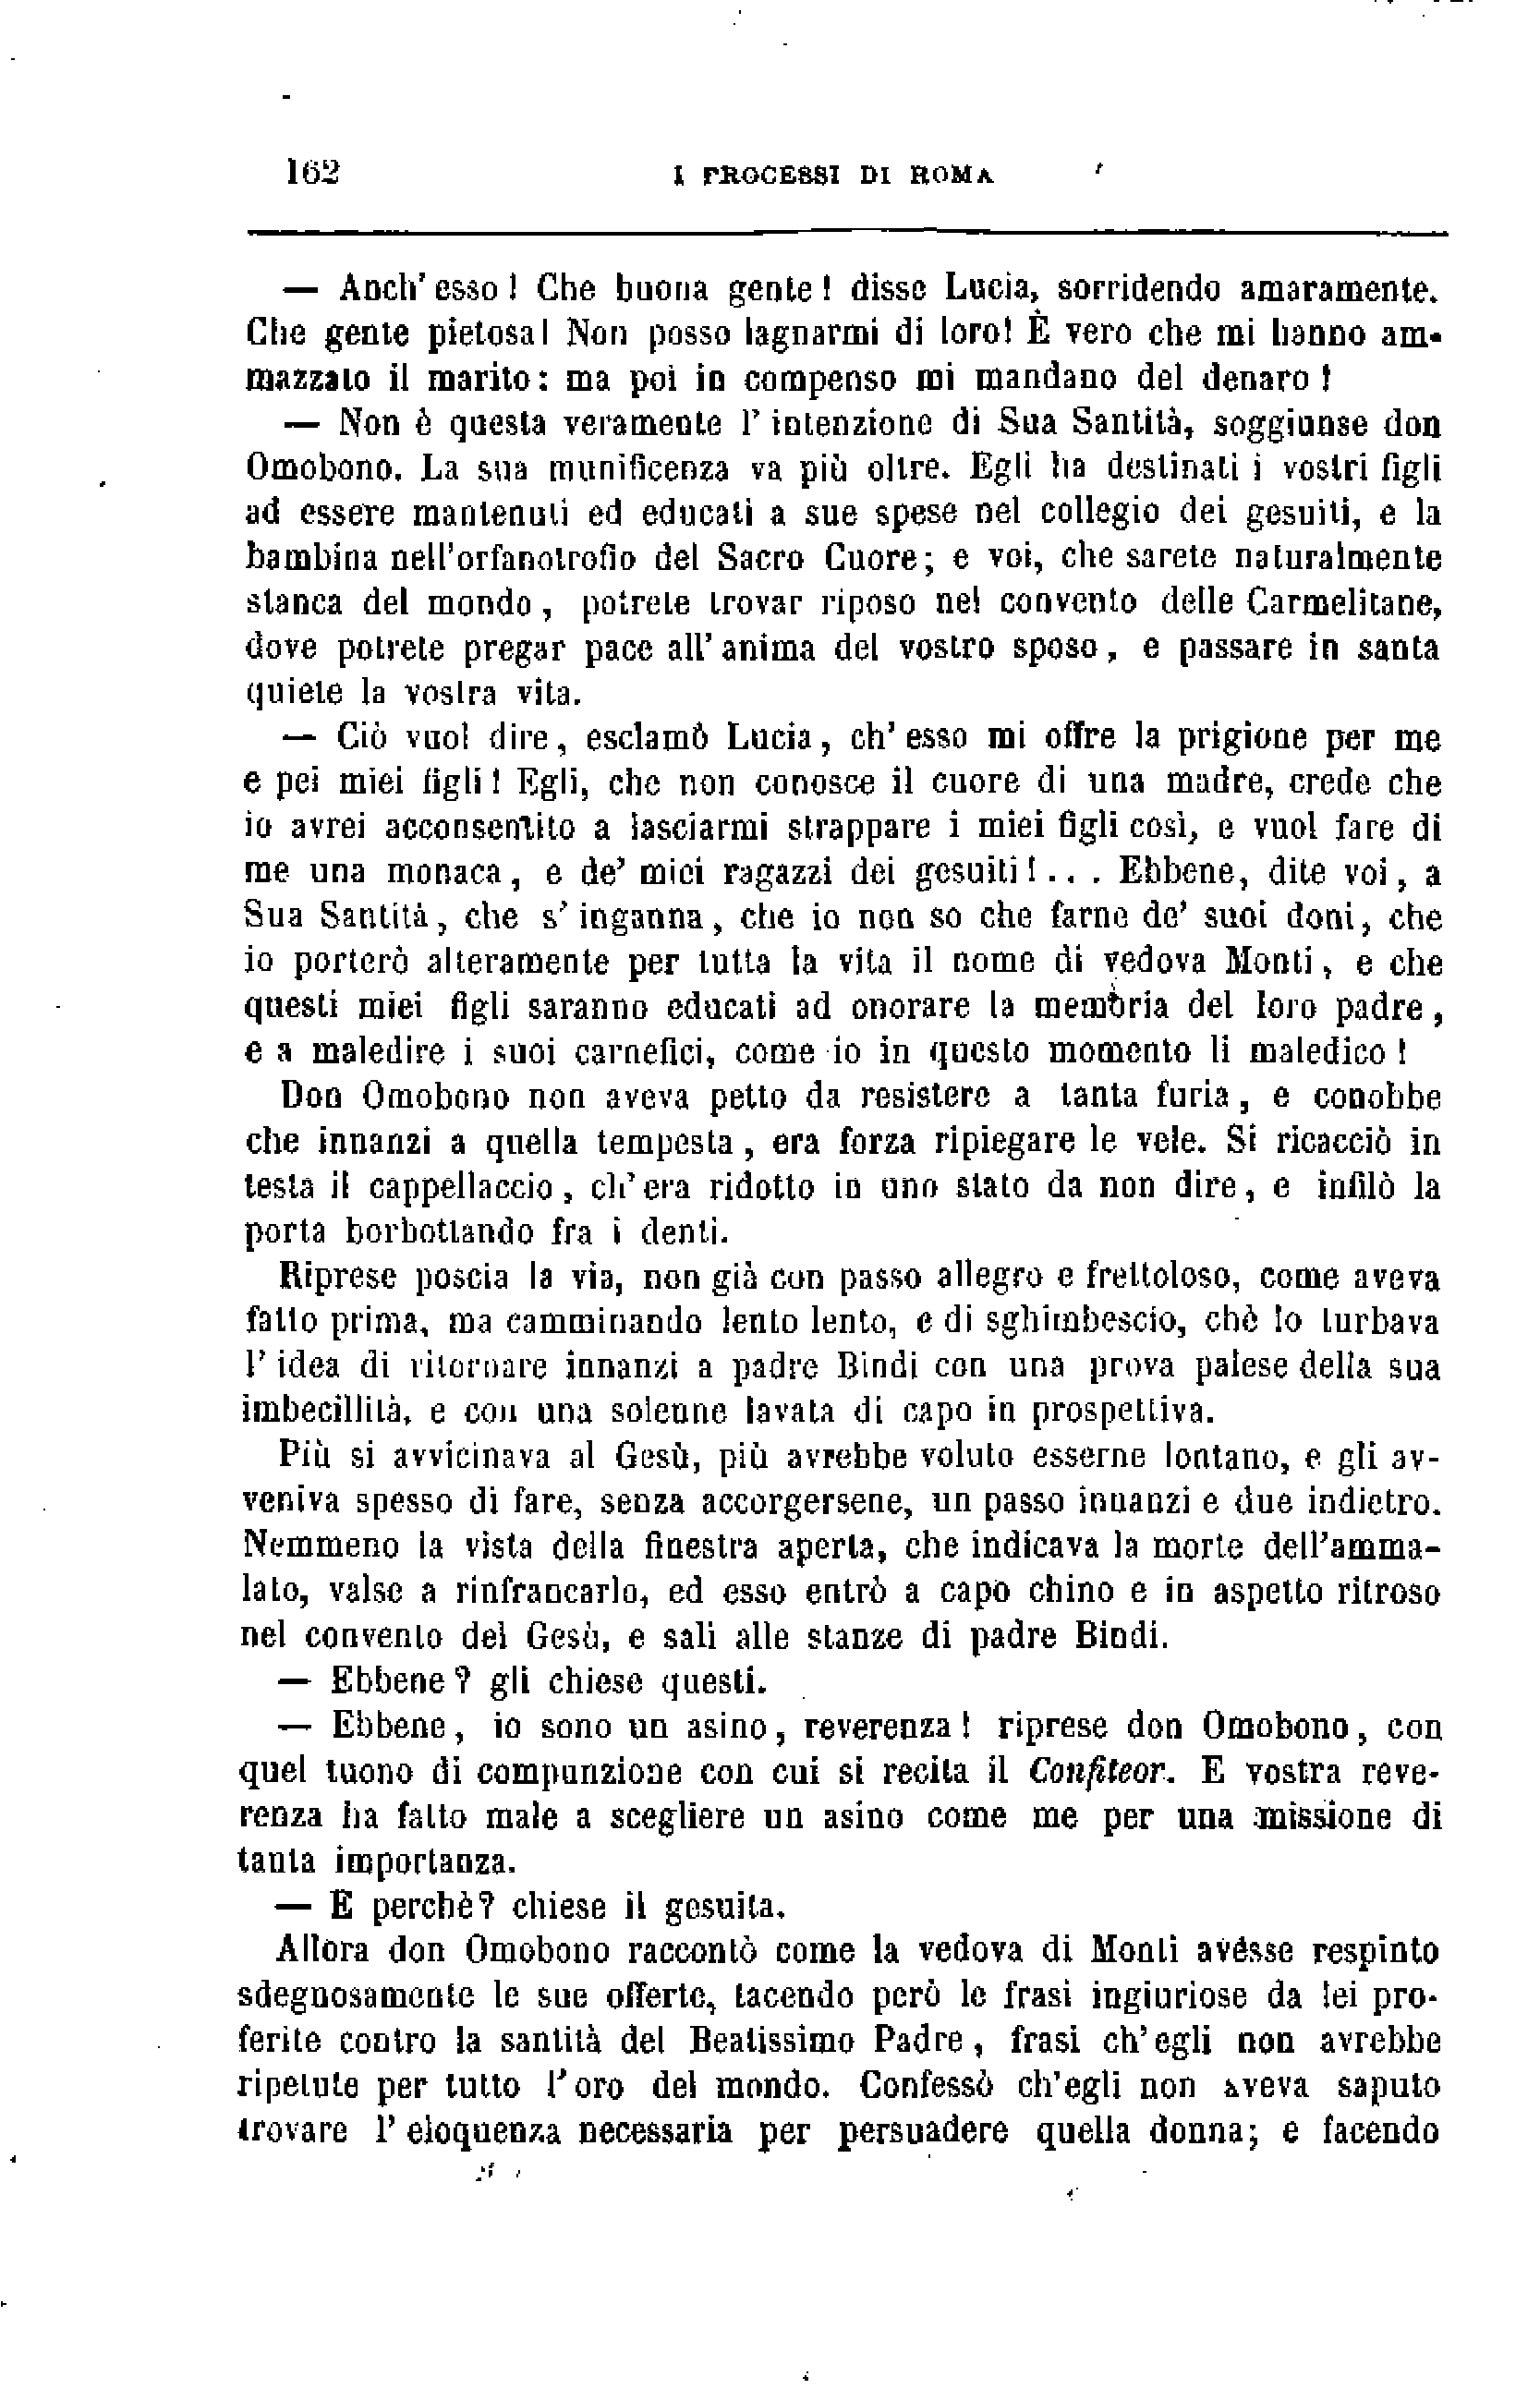 162 I PROCESSI DI ROMA
— Anch' esso! Che buona gente! disse Lucia, sorridendo amaramente.
Che gente pietosa! Non posso lagnarmi di loro! È vero che mi hanno am-
mazzato il marito: ma poi in compenso mi mandano del denaro!
— Non è questa veramente l' intenzione di Sua Santità, soggiunse don
Omobono. La sua munificenza va più oltre. Egli ha destinati i vostri figli
ad essere mantenuti ed educati a sue spese nel collegio dei gesuiti, e la
bambina nell'orfanotrofio del Sacro Cuore; e voi, che sarete naturalmente
stanca del mondo, potrete trovar riposo nel convento delle Carmelitane,
dove potrete pregar pace all' anima del vostro sposo, e passare in santa
quiete la vostra vita.
— Ciò vuol dire, esclamò Lucia, ch' esso mi offre la prigione per me
e pei miei figli! Egli, che non conosce il cuore di una madre, crede che
io avrei acconsentito a lasciarmi strappare i miei figli così, e vuol fare di
me una monaca, e de' miei ragazzi dei gesuiti!... Ebbene, dite voi, a
Sua Santità, che s' inganna, che io non so che farne de' suoi doni, che
io porterò alteramente per tutta la vita il nome di vedova Monti, e che
questi miei figli saranno educati ad onorare la memoria del loro padre,
e a maledire i suoi carnefici, come io in questo momento li maledico!
Don Omobono non aveva petto da resistere a tanta furia, e conobbe
che innanzi a quella tempesta, era forza ripiegare le vele. Si ricacciò in
testa il cappellaccio, ch' era ridotto in uno stato da non dire, e infilò la
porta borbottando fra i denti.
Riprese poscia la via, non già con passo allegro e frettoloso, come aveva
fatto prima, ma camminando lento lento, e di sghimbescio, chè lo turbava
l' idea di ritornare innanzi a padre Bindi con una prova palese della sua
imbecillità, e con una solenne lavata di capo in prospettiva.
Più si avvicinava al Gesù, più avrebbe voluto esserne lontano, e gli av-
veniva spesso di fare, senza accorgersene, un passo innanzi e due indietro.
Nemmeno la vista della finestra aperta, che indicava la morte dell'amma-
lato, valse a rinfrancarlo, ed esso entrò a capo chino e in aspetto ritroso
nel convento del Gesù, e salì alle stanze di padre Bindi.
— Ebbene? gli chiese questi.
— Ebbene, io sono un asino, reverenza! riprese don Omobono, con
quel tuono di compunzione con cui si recita il Confiteor. E vostra reve-
renza ha fatto male a scegliere un asino come me per una missione di
tanta importanza.
— E perchè? chiese il gesuita.
Allora don Omobono raccontò come la vedova di Monti avesse respinto
sdegnosamente le sue offerte, tacendo però le frasi ingiuriose da lei pro-
ferite contro la santità del Beatissimo Padre, frasi ch' egli non avrebbe
ripetute per tutto l' oro del mondo. Confessò ch'egli non aveva saputo
trovare l' eloquenza necessaria per persuadere quella donna; e facendo